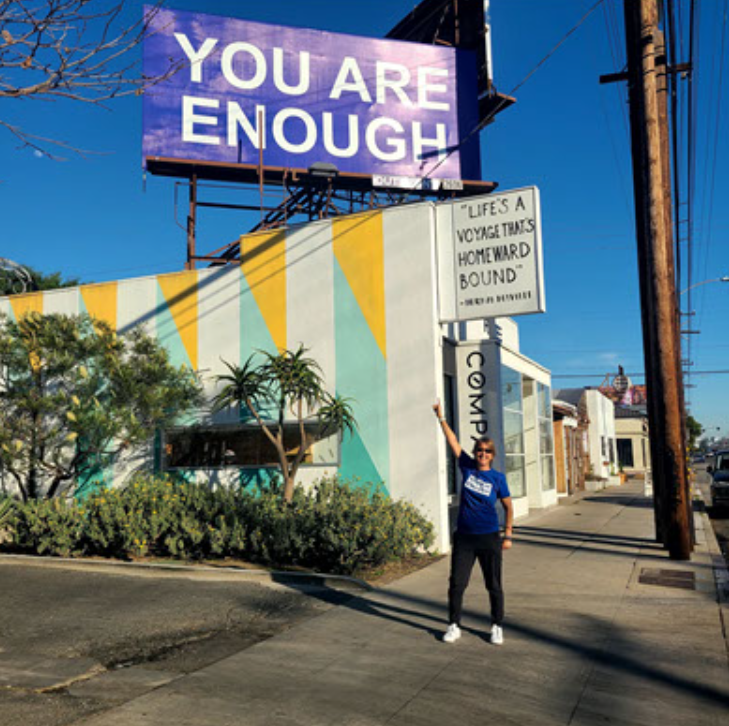 YOU ARE
ENOUGH
"LIFE'S A
VOYAGE THAT'S
HOMEWARD
BOUND"
COMPA